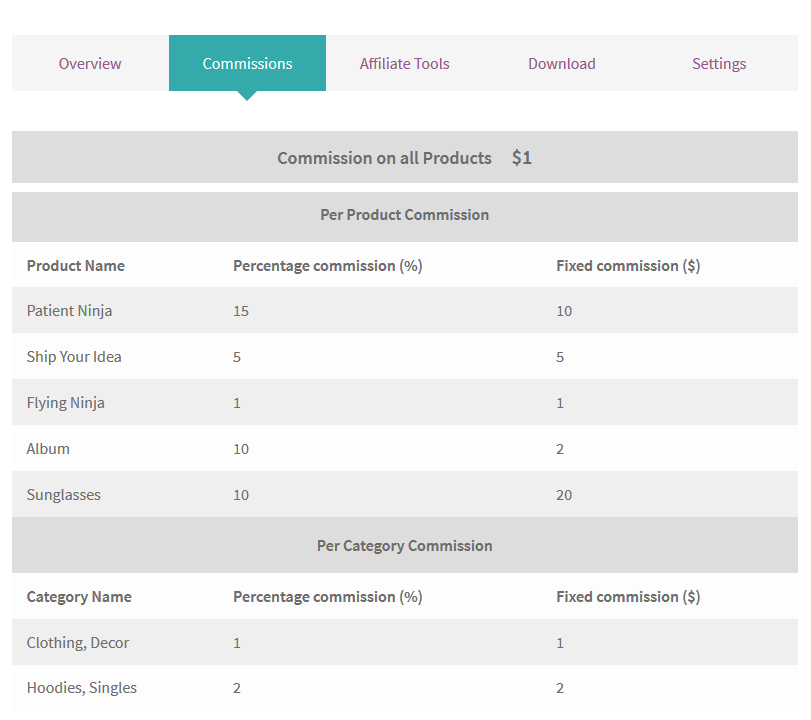 Overview Commissions Affiliate Tools Download Settings
Commission on all Products $1
Per Product Commission
Product Name Percentage commission (%) Fixed commission ($)
Patient Ninja 15 10
Ship Your Idea 5 5
Flying Ninja 1 1
Album 10 2
Sunglasses 10 20
Per Category Commission
Category Name Percentage commission (%) Fixed commission ($)
Clothing, Decor 1 1
Hoodies, Singles 2 2